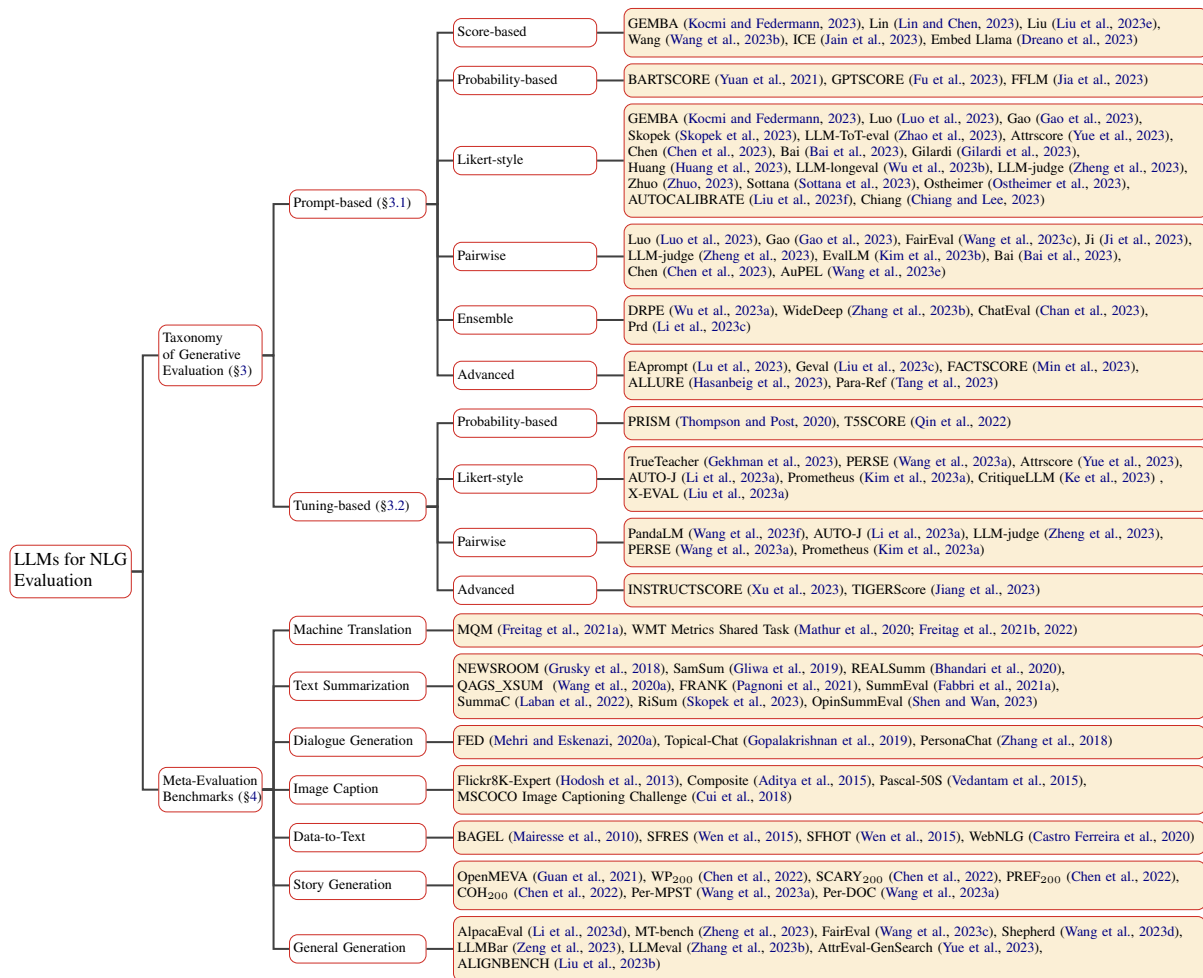 Score-based
GEMBA (Kocmi and Federmann, 2023), Lin (Lin and Chen, 2023), Liu (Liu et al., 2023e),
Wang (Wang et al., 2023b), ICE (Jain et al., 2023), Embed Llama (Dreano et al., 2023)
Probability-based
BARTSCORE (Yuan et al., 2021), GPTSCORE (Fu et al., 2023), FFLM (Jia et al., 2023)
Likert-style
GEMBA (Kocmi and Federmann, 2023), Luo (Luo et al., 2023), Gao (Gao et al., 2023),
Skopek (Skopek et al., 2023), LLM-ToT-eval (Zhao et al., 2023), Attrscore (Yue et al., 2023),
Chen (Chen et al., 2023), Bai (Bai et al., 2023), Gilardi (Gilardi et al., 2023),
Huang (Huang et al., 2023), LLM-longeval (Wu et al., 2023b), LLM-judge (Zheng et al., 2023),
Zhuo (Zhuo, 2023), Sottana (Sottana et al., 2023), Ostheimer (Ostheimer et al., 2023),
AUTOCALIBRATE (Liu et al., 2023f), Chiang (Chiang and Lee, 2023)
Prompt-based (§3.1)
Pairwise
Luo (Luo et al., 2023), Gao (Gao et al., 2023), FairEval (Wang et al., 2023c), Ji (Ji et al., 2023),
LLM-judge (Zheng et al., 2023), EvalLM (Kim et al., 2023b), Bai (Bai et al., 2023),
Chen (Chen et al., 2023), AuPEL (Wang et al., 2023e)
Ensemble
DRPE (Wu et al., 2023a), WideDeep (Zhang et al., 2023b), ChatEval (Chan et al., 2023),
Prd (Li et al., 2023c)
Taxonomy
of Generative
Evaluation (§3)
Advanced
EAprompt (Lu et al., 2023), Geval (Liu et al., 2023c), FACTSCORE (Min et al., 2023),
ALLURE (Hasanbeig et al., 2023), Para-Ref (Tang et al., 2023)
Probability-based
PRISM (Thompson and Post, 2020), T5SCORE (Qin et al., 2022)
Likert-style
TrueTeacher (Gekhman et al., 2023), PERSE (Wang et al., 2023a), Attrscore (Yue et al., 2023),
AUTO-J (Li et al., 2023a), Prometheus (Kim et al., 2023a), CritiqueLLM (Ke et al., 2023) ,
X-EVAL (Liu et al., 2023a)
Tuning-based (§3.2)
Pairwise
PandaLM (Wang et al., 2023f), AUTO-J (Li et al., 2023a), LLM-judge (Zheng et al., 2023),
PERSE (Wang et al., 2023a), Prometheus (Kim et al., 2023a)
LLMs for NLG
Evaluation
Advanced
INSTRUCTSCORE (Xu et al., 2023), TIGERScore (Jiang et al., 2023)
Machine Translation
MQM (Freitag et al., 2021a), WMT Metrics Shared Task (Mathur et al., 2020; Freitag et al., 2021b, 2022)
Text Summarization
NEWSROOM (Grusky et al., 2018), SamSum (Gliwa et al., 2019), REALSumm (Bhandari et al., 2020),
QAGS_XSUM (Wang et al., 2020a), FRANK (Pagnoni et al., 2021), SummEval (Fabbri et al., 2021a),
SummaC (Laban et al., 2022), RiSum (Skopek et al., 2023), OpinSummEval (Shen and Wan, 2023)
Dialogue Generation
FED (Mehri and Eskenazi, 2020a), Topical-Chat (Gopalakrishnan et al., 2019), PersonaChat (Zhang et al., 2018)
Meta-Evaluation
Benchmarks (§4)
Image Caption
Flickr8K-Expert (Hodosh et al., 2013), Composite (Aditya et al., 2015), Pascal-50S (Vedantam et al., 2015),
MSCOCO Image Captioning Challenge (Cui et al., 2018)
Data-to-Text
BAGEL (Mairesse et al., 2010), SFRES (Wen et al., 2015), SFHOT (Wen et al., 2015), WebNLG (Castro Ferreira et al., 2020)
Story Generation
OpenMEVA (Guan et al., 2021), WP₂₀₀ (Chen et al., 2022), SCARY₂₀₀ (Chen et al., 2022), PREF₂₀₀ (Chen et al., 2022),
COH₂₀₀ (Chen et al., 2022), Per-MPST (Wang et al., 2023a), Per-DOC (Wang et al., 2023a)
General Generation
AlpacaEval (Li et al., 2023d), MT-bench (Zheng et al., 2023), FairEval (Wang et al., 2023c), Shepherd (Wang et al., 2023d),
LLMBar (Zeng et al., 2023), LLMeval (Zhang et al., 2023b), AttrEval-GenSearch (Yue et al., 2023),
ALIGNBENCH (Liu et al., 2023b)